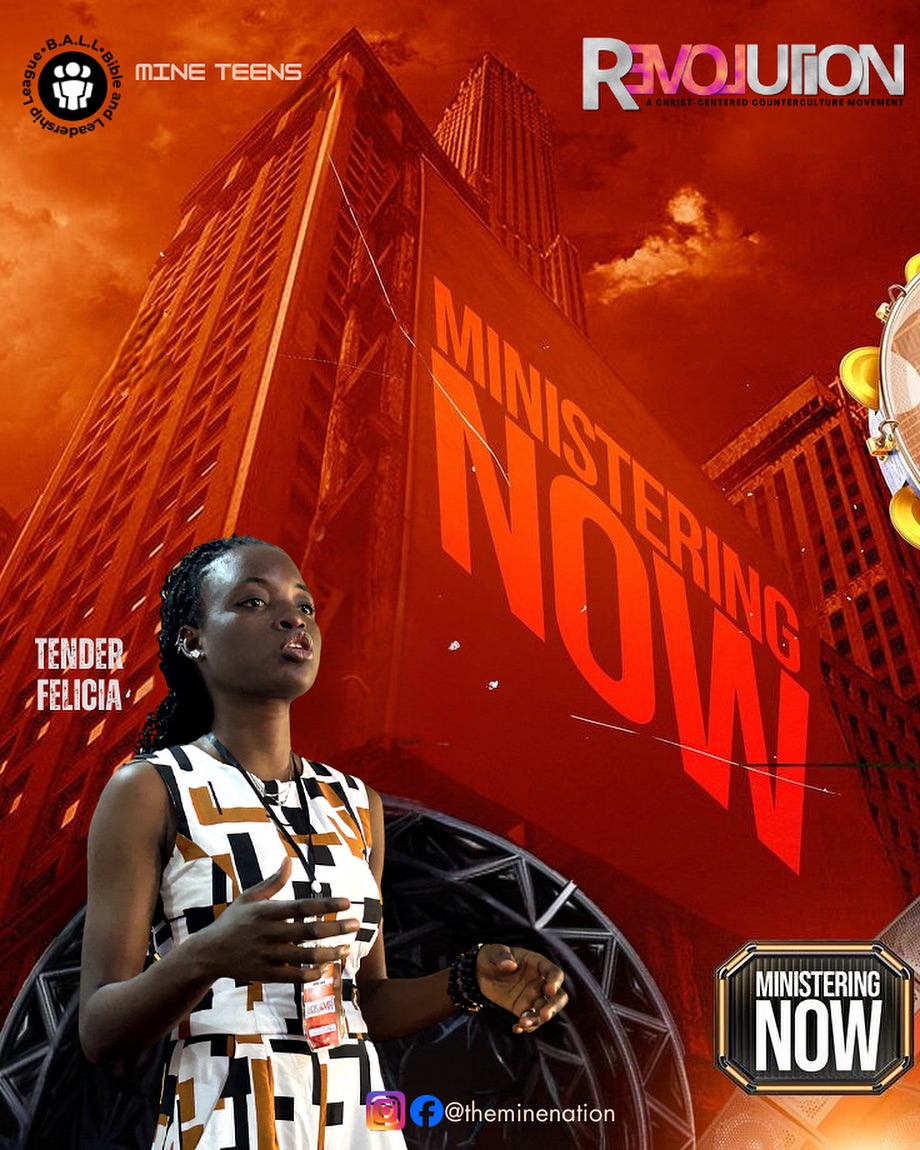 B.A.L.L • Bible and Leadership League •
MINE TEENS
REVOLUTION
A CHRIST-CENTERED COUNTERCULTURE MOVEMENT
MINISTERING
NOW
TENDER
FELICIA
MINISTERING
NOW
@theminenation